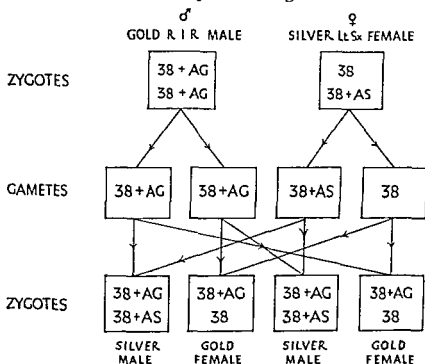 ♂ ♀
GOLD R I R MALE SILVER Lt Sx FEMALE
ZYGOTES
38 + AG 38
38 + AG 38+AS
GAMETES
38+AG 38+AG 38+AS 38
ZYGOTES
38+AG 38+AG 38+AG 38+AG
38+AS 38 38+AS 38
SILVER GOLD SILVER GOLD
MALE FEMALE MALE FEMALE